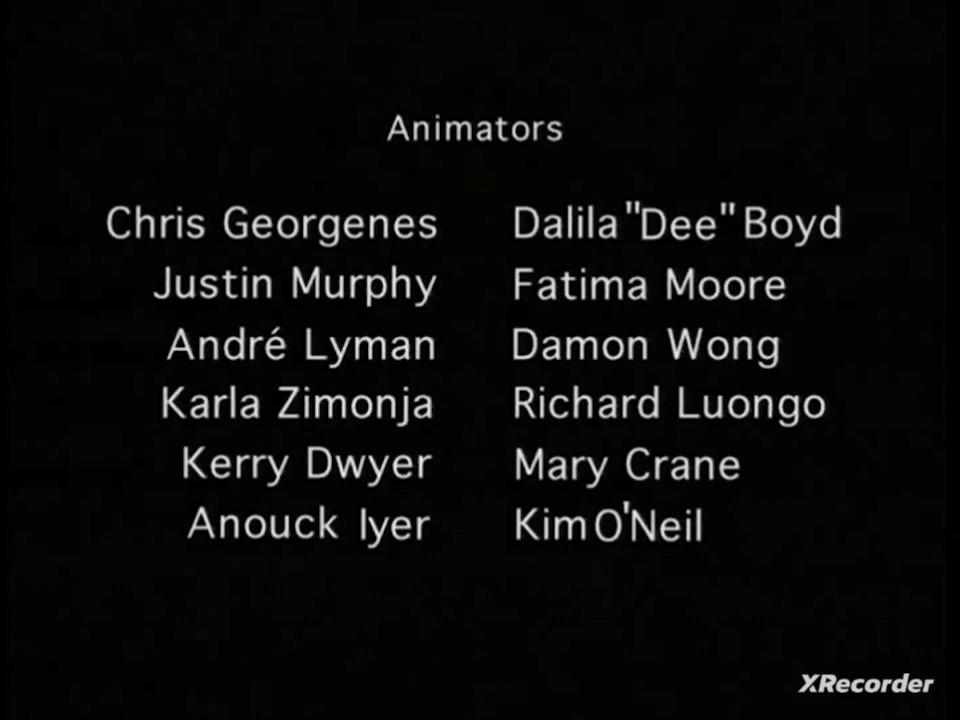 Animators
Chris Georgenes Dalila "Dee" Boyd
Justin Murphy Fatima Moore
André Lyman Damon Wong
Karla Zimonja Richard Luongo
Kerry Dwyer Mary Crane
Anouck Iyer Kim O'Neil
XRecorder